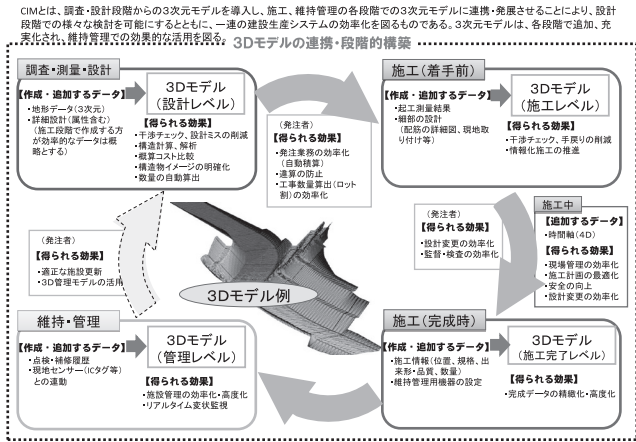 CIMとは、調査・設計段階から3次元モデルを導入し、施工、維持管理の各段階での3次元モデルに連携・発展させることにより、設計
段階での様々な検討を可能にするとともに、一連の建設生産システムの効率化を図るものである。3次元モデルは、各段階で追加、充
実化され、維持管理での効果的な活用を図る。
3Dモデルの連携・段階的構築
調査・測量・設計
【作成・追加するデータ】
・地形データ(3次元)
・詳細設計(属性含む)
(施工段階で作成する方
が効率的なデータは概
略とする)
3Dモデル
(設計レベル)
【得られる効果】
・干渉チェック、設計ミスの削減
・構造計算、解析
・概算コスト比較
・構造物イメージの明確化
・数量の自動算出
(発注者)
【得られる効果】
・発注業務の効率化
(自動積算)
・違算の防止
・工事数量算出(ロット
割)の効率化
施工(着手前)
【作成・追加するデータ】
・起工測量結果
・細部の設計
(配筋の詳細図、現地取
り付け等)
3Dモデル
(施工レベル)
【得られる効果】
・干渉チェック、手戻りの削減
・情報化施工の推進
施工中
【追加するデータ】
・時間軸(4D)
【得られる効果】
・現場管理の効率化
・施工計画の最適化
・安全の向上
・設計変更の効率化
(発注者)
【得られる効果】
・設計変更の効率化
・監督・検査の効率化
(発注者)
【得られる効果】
・適正な施設更新
・3D管理モデルの活用
3Dモデル例
維持・管理
【作成・追加するデータ】
・点検・補修履歴
・現地センサー(ICタグ等)
との連動
3Dモデル
(管理レベル)
【得られる効果】
・施設管理の効率化・高度化
・リアルタイム変状監視
施工(完成時)
【作成・追加するデータ】
・施工情報(位置、規格、出
来形・品質、数量)
・維持管理用機器の設定
3Dモデル
(施工完了レベル)
【得られる効果】
・完成データの精緻化・高度化